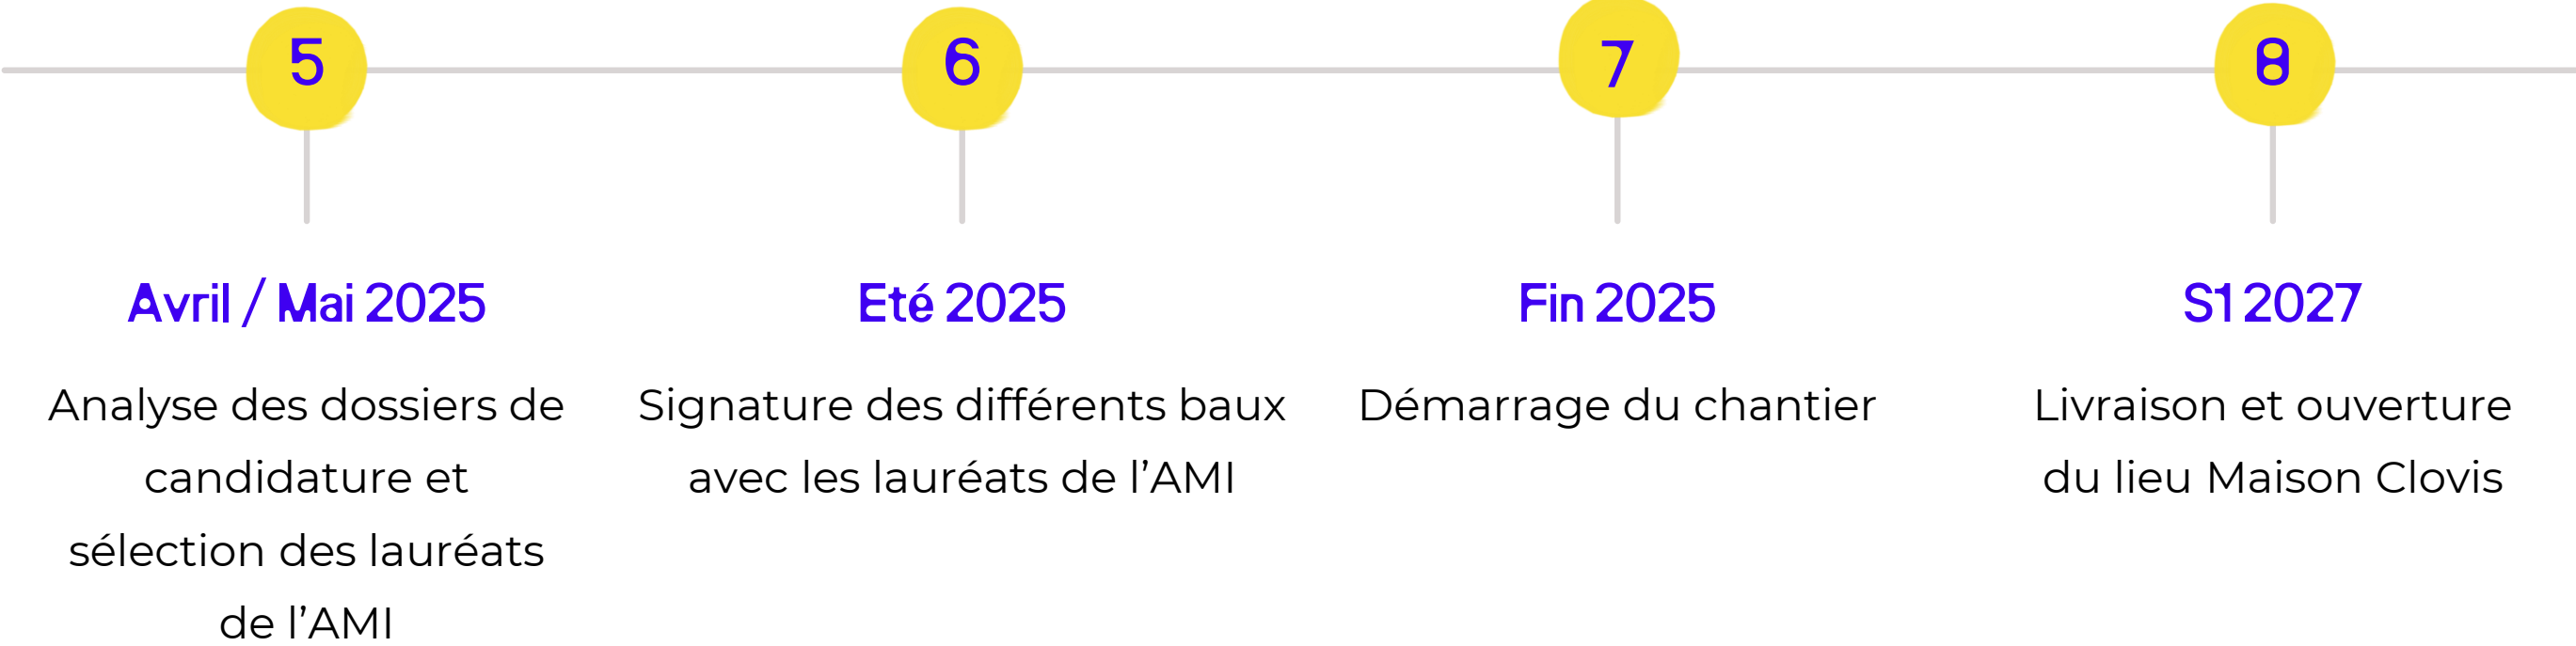 5
6
7
8
Avril / Mai 2025
Analyse des dossiers de
candidature et
sélection des lauréats
de l’AMI
Eté 2025
Signature des différents baux
avec les lauréats de l’AMI
Fin 2025
Démarrage du chantier
S1 2027
Livraison et ouverture
du lieu Maison Clovis